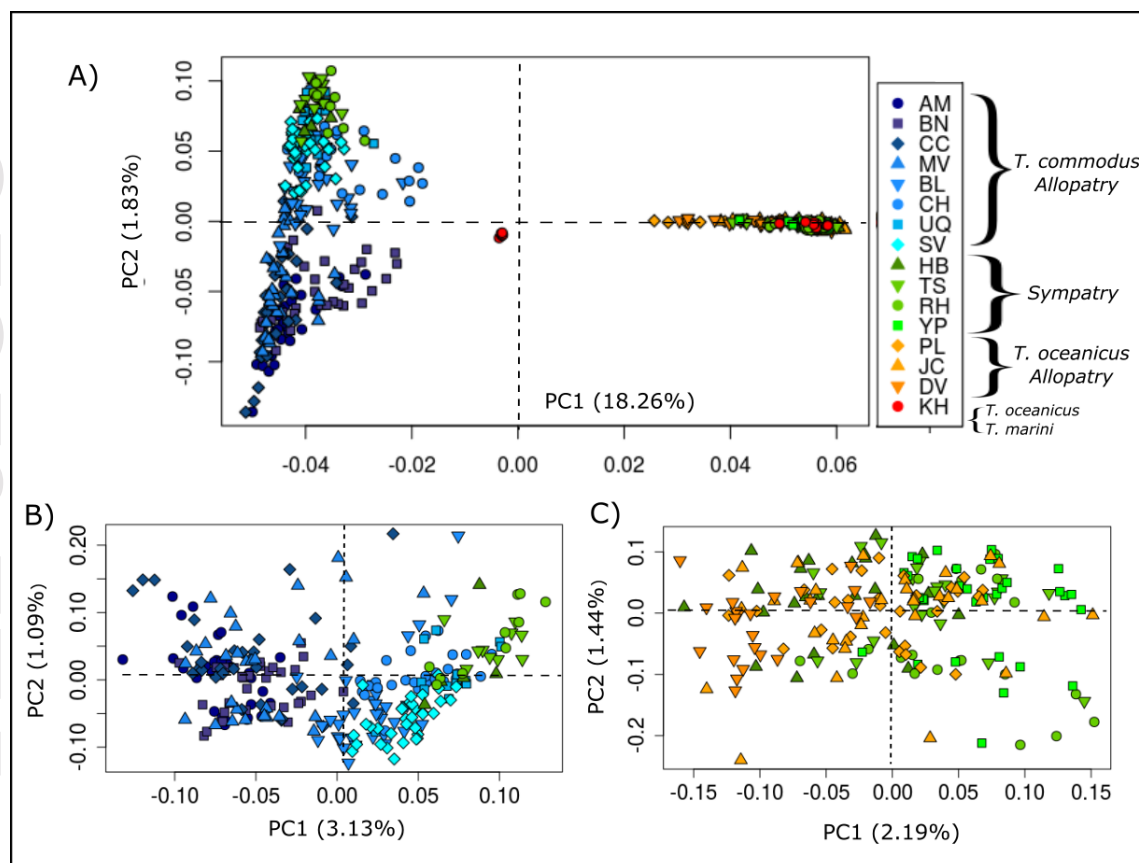 A)
PC2 (1.83%)
0.10
0.05
0.00
-0.05
-0.10
PC1 (18.26%)
-0.04 -0.02 0.00 0.02 0.04 0.06
AM
BN
CC
MV
BL
CH
UQ
SV
HB
TS
RH
YP
PL
JC
DV
KH
T. commodus
Allopatry
Sympatry
T. oceanicus
Allopatry
T. oceanicus
T. marini
B)
PC2 (1.09%)
0.20
0.10
0.00
-0.10
-0.10 -0.05 0.00 0.05 0.10
PC1 (3.13%)
C)
PC2 (1.44%)
0.1
0.0
-0.1
-0.2
-0.15 -0.10 -0.05 0.00 0.05 0.10 0.15
PC1 (2.19%)